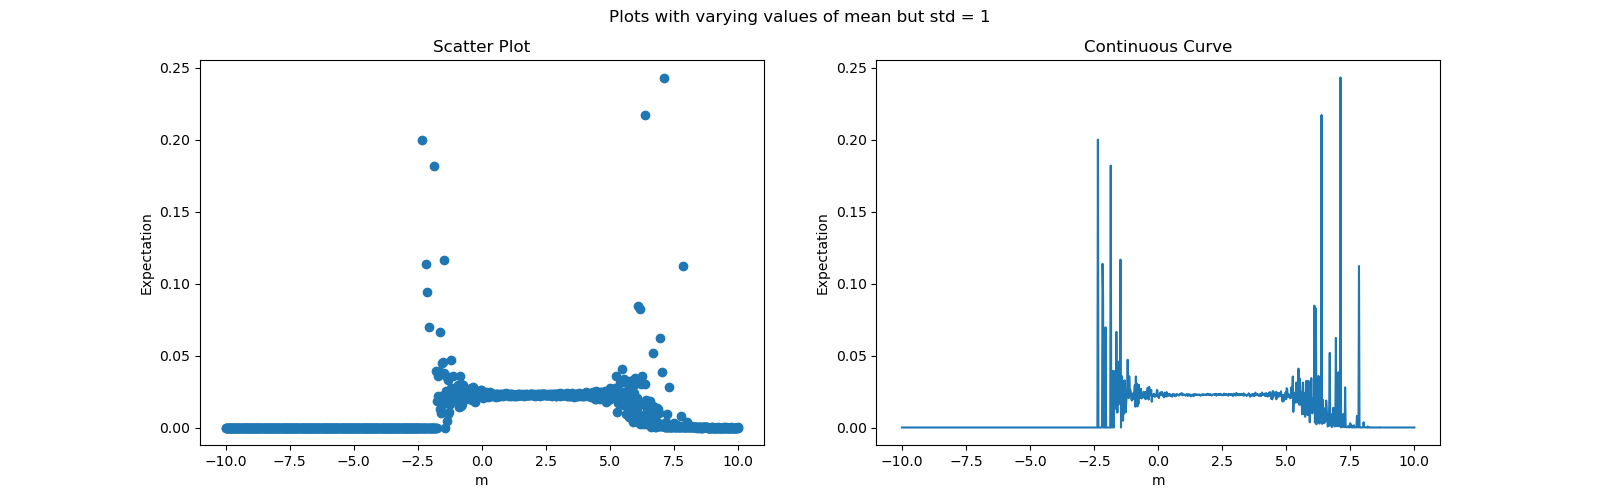 Plots with varying values of mean but std = 1
Scatter Plot
Expectation
0.25
0.20
0.15
0.10
0.05
0.00
−10.0 −7.5 −5.0 −2.5 0.0 2.5 5.0 7.5 10.0
m
Continuous Curve
Expectation
0.25
0.20
0.15
0.10
0.05
0.00
−10.0 −7.5 −5.0 −2.5 0.0 2.5 5.0 7.5 10.0
m